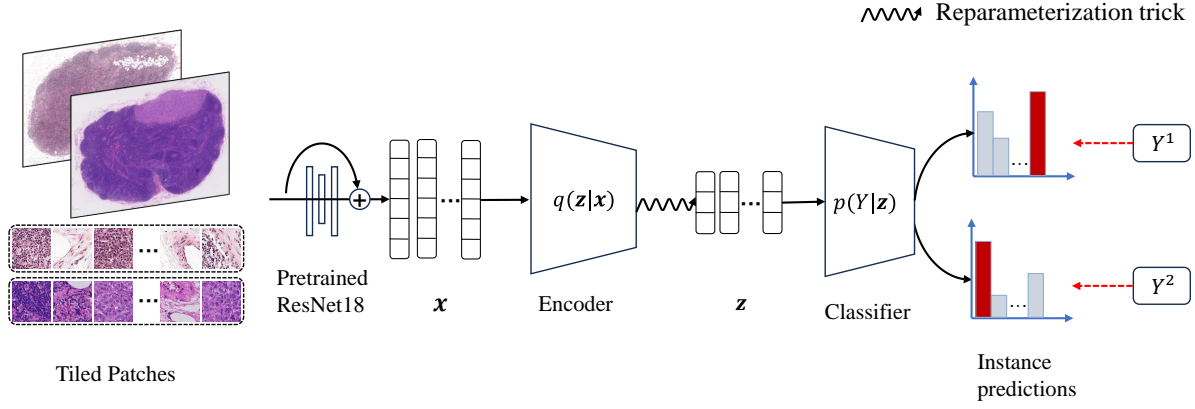 Reparameterization trick
Y¹
q(z|x)
p(Y|z)
Pretrained
ResNet18
x
Encoder
z
Classifier
Y²
Tiled Patches
Instance
predictions